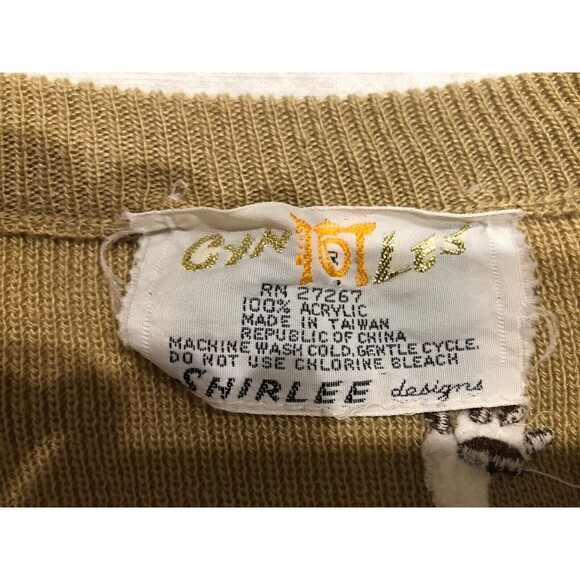 CYN LES
RN 27267
100% ACRYLIC
MADE IN TAIWAN
REPUBLIC OF CHINA
MACHINE WASH COLD, GENTLE CYCLE.
DO NOT USE CHLORINE BLEACH
SHIRLEE designs